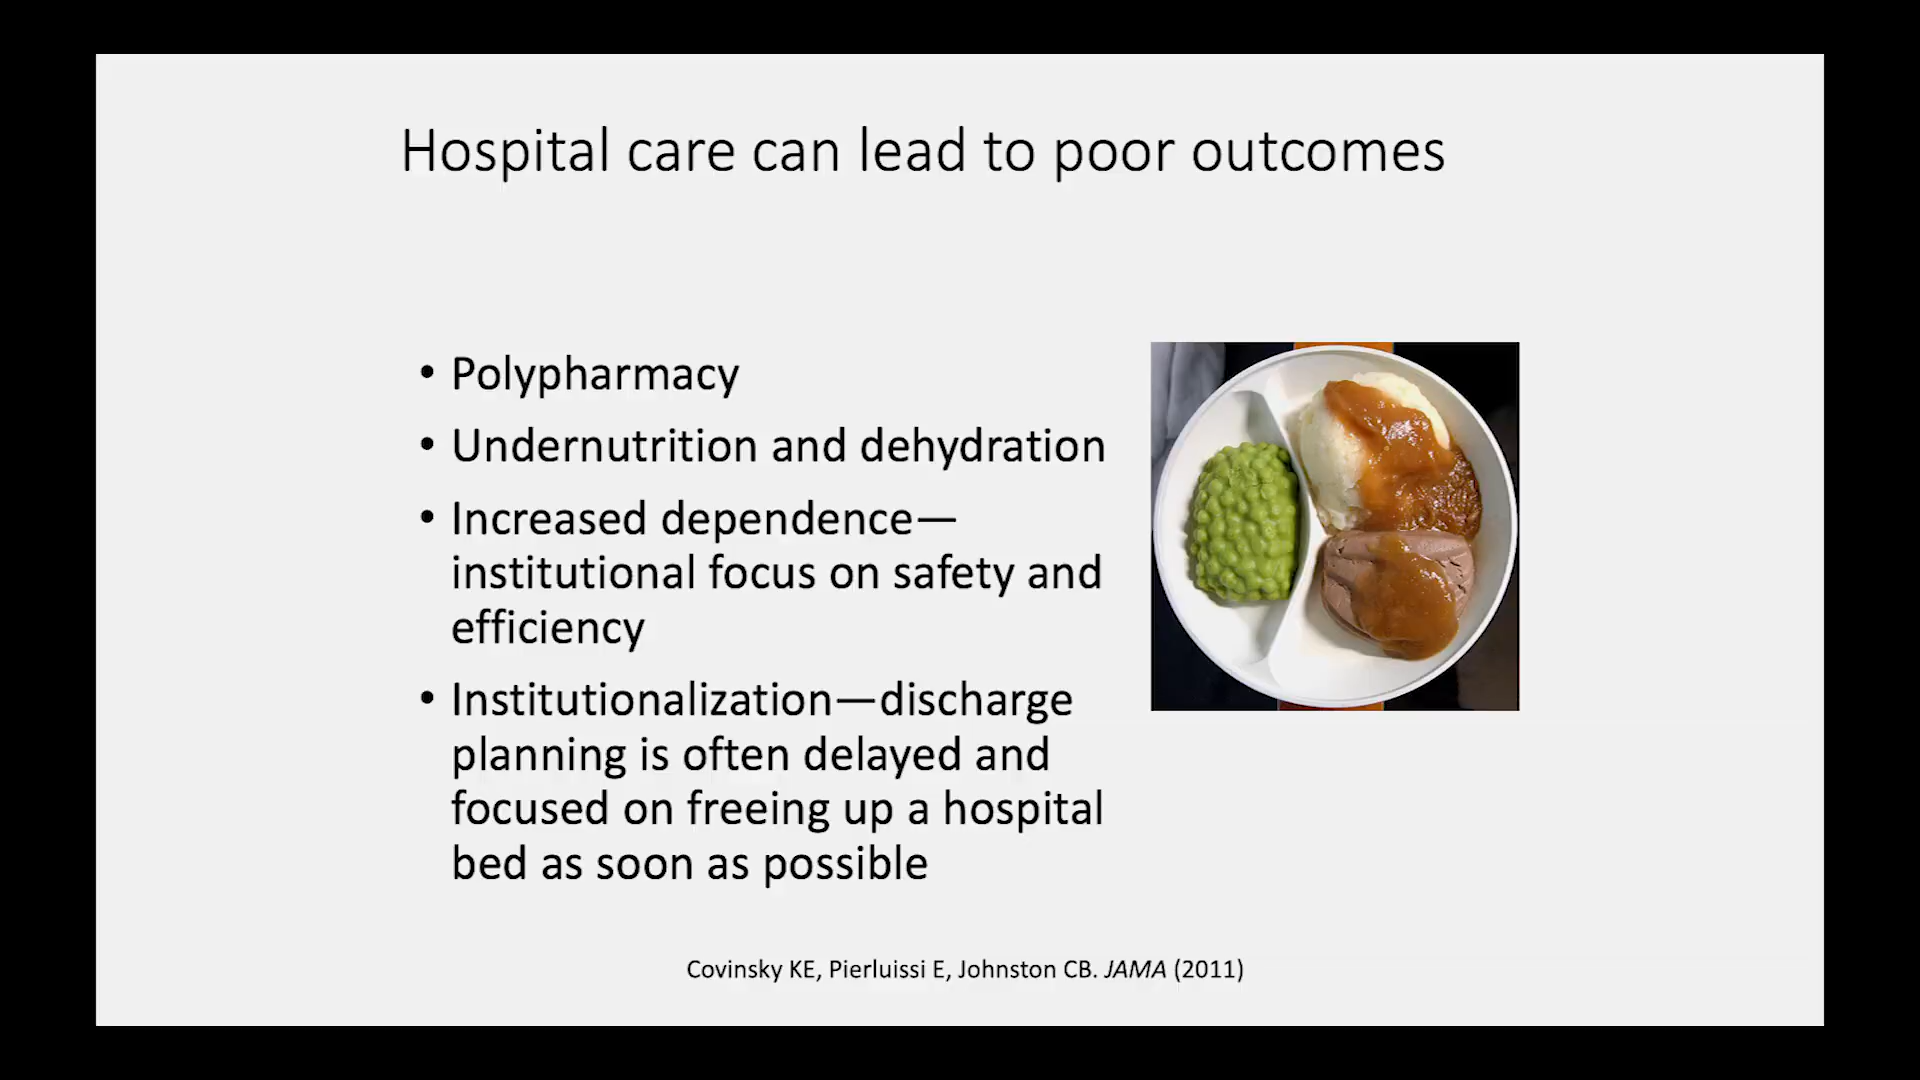 Hospital care can lead to poor outcomes
• Polypharmacy
• Undernutrition and dehydration
• Increased dependence—
institutional focus on safety and
efficiency
• Institutionalization—discharge
planning is often delayed and
focused on freeing up a hospital
bed as soon as possible
Covinsky KE, Pierluissi E, Johnston CB. JAMA (2011)